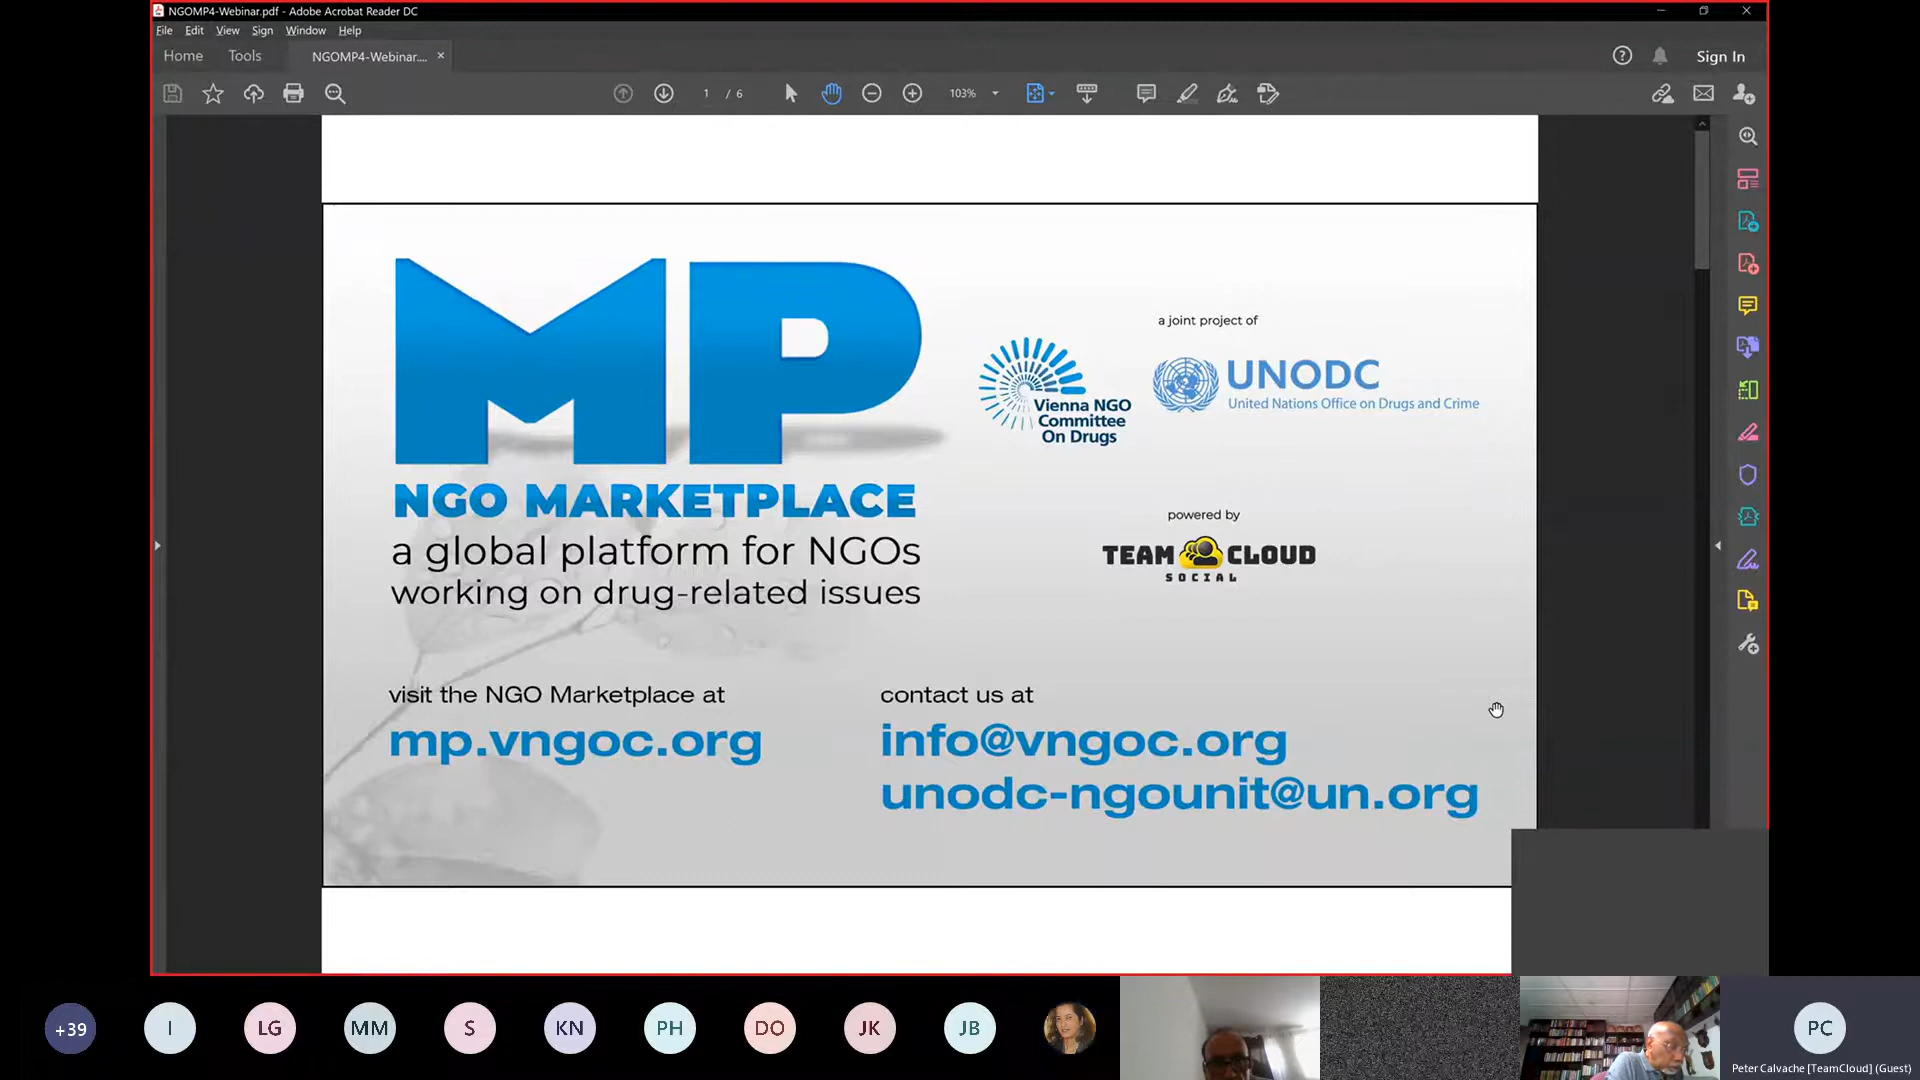 NGOMP4-Webinar.pdf - Adobe Acrobat Reader DC
File Edit View Sign Window Help
Home Tools NGOMP4-Webinar.... × Sign In
1 / 6 103%
MP
NGO MARKETPLACE
a global platform for NGOs
working on drug-related issues
a joint project of
Vienna NGO
Committee
On Drugs
UNODC
United Nations Office on Drugs and Crime
powered by
TEAM CLOUD
SOCIAL
visit the NGO Marketplace at
mp.vngoc.org
contact us at
info@vngoc.org
unodc-ngounit@un.org
+39 I LG MM S KN PH DO JK JB PC
Peter Calvache [TeamCloud] (Guest)